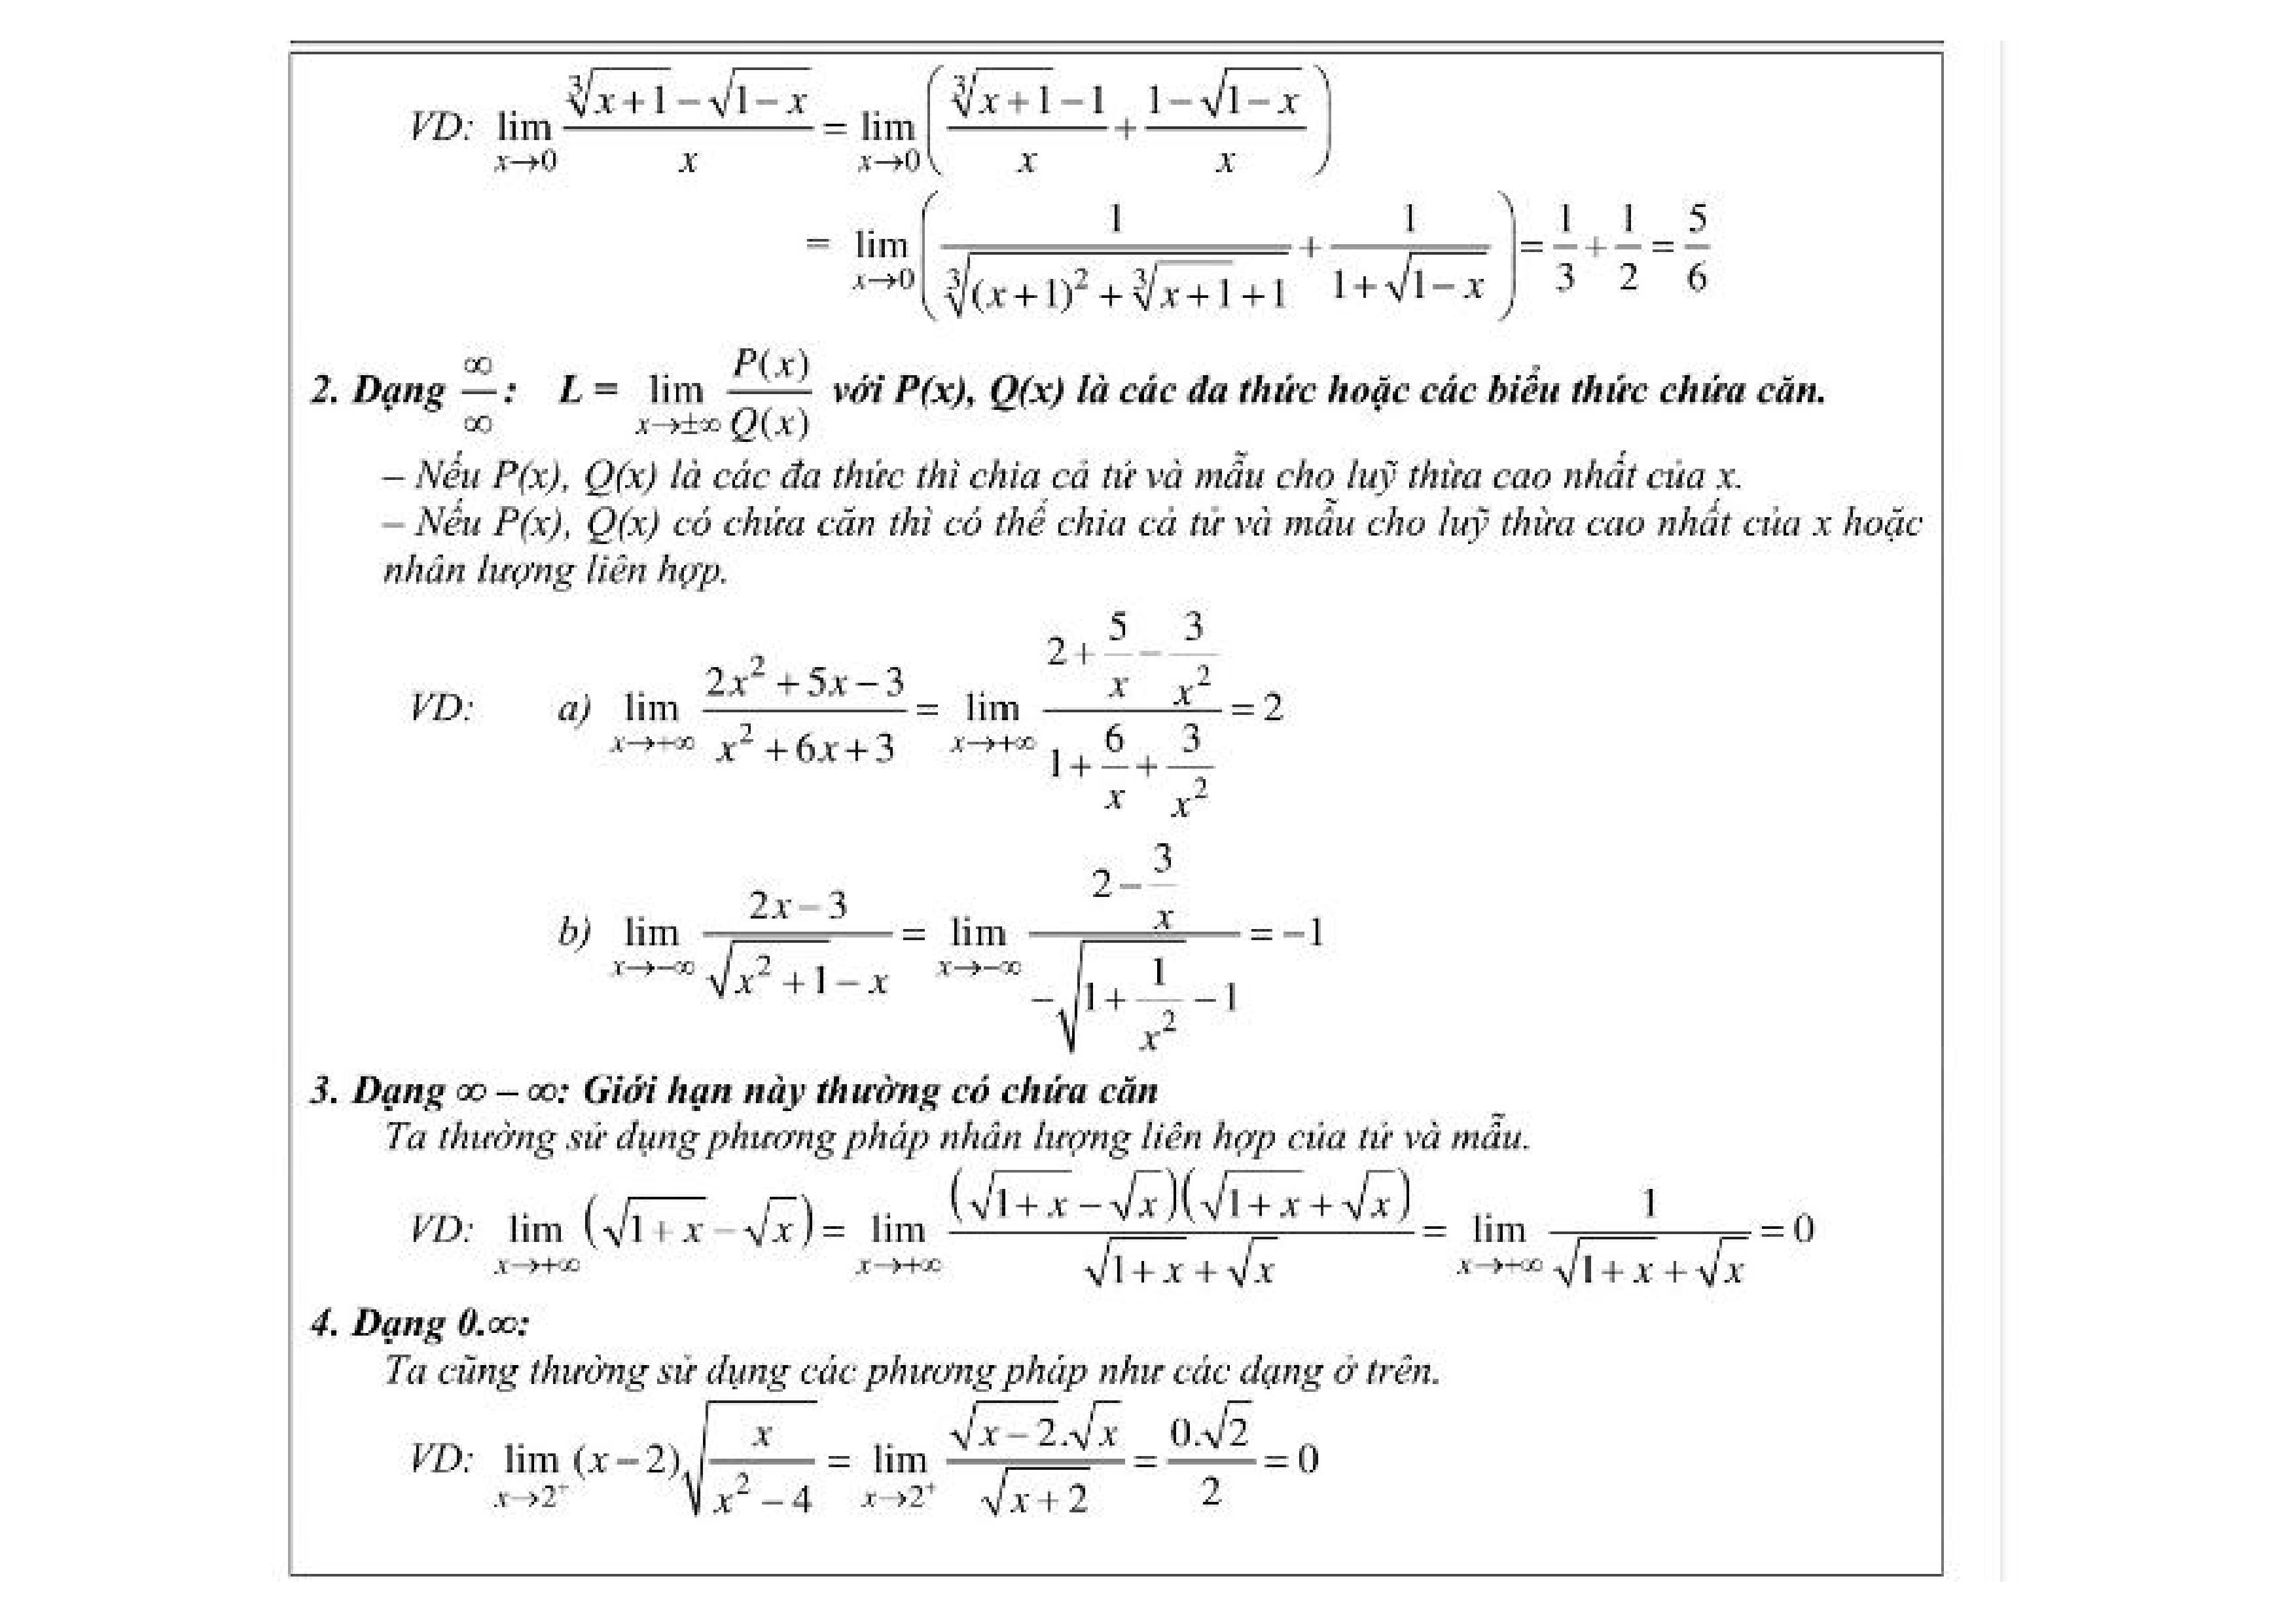 VD: $\lim_{x \to 0} \frac{\sqrt[3]{x+1} - \sqrt{1-x}}{x} = \lim_{x \to 0} \left( \frac{\sqrt[3]{x+1} - 1}{x} + \frac{1 - \sqrt{1-x}}{x} \right)$
$= \lim_{x \to 0} \left( \frac{1}{\sqrt[3]{(x+1)^2 + \sqrt[3]{x+1} + 1}} + \frac{1}{1 + \sqrt{1-x}} \right) = \frac{1}{3} + \frac{1}{2} = \frac{5}{6}$
2. Dạng $\frac{\infty}{\infty}$: L = $\lim_{x \to \pm\infty} \frac{P(x)}{Q(x)}$ với P(x), Q(x) là các đa thức hoặc các biểu thức chứa căn.
– Nếu P(x), Q(x) là các đa thức thì chia cả tử và mẫu cho luỹ thừa cao nhất của x.
– Nếu P(x), Q(x) có chứa căn thì có thể chia cả tử và mẫu cho luỹ thừa cao nhất của x hoặc
nhân lượng liên hợp.
VD: a) $\lim_{x \to +\infty} \frac{2x^2 + 5x - 3}{x^2 + 6x + 3} = \lim_{x \to +\infty} \frac{2 + \frac{5}{x} - \frac{3}{x^2}}{1 + \frac{6}{x} + \frac{3}{x^2}} = 2$
b) $\lim_{x \to -\infty} \frac{2x - 3}{\sqrt{x^2 + 1} - x} = \lim_{x \to -\infty} \frac{2 - \frac{3}{x}}{-\sqrt{1 + \frac{1}{x^2}} - 1} = -1$
3. Dạng ∞ – ∞: Giới hạn này thường có chứa căn
Ta thường sử dụng phương pháp nhân lượng liên hợp của tử và mẫu.
VD: $\lim_{x \to +\infty} \left( \sqrt{1+x} - \sqrt{x} \right) = \lim_{x \to +\infty} \frac{\left( \sqrt{1+x} - \sqrt{x} \right)\left( \sqrt{1+x} + \sqrt{x} \right)}{\sqrt{1+x} + \sqrt{x}} = \lim_{x \to +\infty} \frac{1}{\sqrt{1+x} + \sqrt{x}} = 0$
4. Dạng 0.∞:
Ta cũng thường sử dụng các phương pháp như các dạng ở trên.
VD: $\lim_{x \to 2^+} (x-2)\sqrt{\frac{x}{x^2 - 4}} = \lim_{x \to 2^+} \frac{\sqrt{x-2}.\sqrt{x}}{\sqrt{x+2}} = \frac{0.\sqrt{2}}{2} = 0$